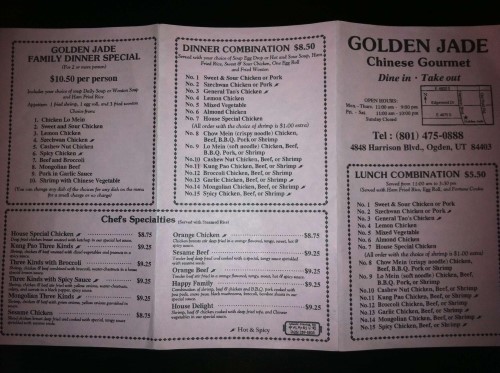 GOLDEN JADE
FAMILY DINNER SPECIAL
(For 2 or more person)
$10.50 per person
Includes your choice of soup Daily Soup or Wonton Soup
and Ham Fried Rice.
Appetizer: 1 fried shrimp, 1 egg roll, and 2 fried wonton
Choice from:
1. Chicken Lo Mein
2. Sweet and Sour Chicken
3. Lemon Chicken
4. Szechwan Chicken
5. Cashew Nut Chicken
6. Spicy Chicken
7. Beef and Broccoli
8. Mongolian Beef
9. Pork in Garlic Sauce
10. Shrimp with Chinese Vegetable
(You can change any dish of the choices for any dish on the menu
for a small charge or no charge)
DINNER COMBINATION $8.50
Served with your choice of Soup Egg Drop or Hot and Sour Soup, Ham
Fried Rice, Sweet & Sour Chicken, One Egg Roll
and Fried Wonton
No. 1 Sweet & Sour Chicken or Pork
No. 2 Szechwan Chicken or Pork
No. 3 General Tao's Chicken
No. 4 Lemon Chicken
No. 5 Mixed Vegetable
No. 6 Almond Chicken
No. 7 House Special Chicken
(All order with the choice of shrimp is $1.00 extra)
No. 8 Chow Mein (crispy noodle) Chicken,
Beef, B.B.Q. Pork or Shrimp
No. 9 Lo Mein (soft noodle) Chicken, Beef,
B.B.Q. Pork, or Shrimp
No.10 Cashew Nut Chicken, Beef, or Shrimp
No.11 Kung Pao Chicken, Beef, or Shrimp
No.12 Broccoli Chicken, Beef, or Shrimp
No.13 Garlic Chicken, Beef, or Shrimp
No.14 Mongolian Chicken, Beef, or Shrimp
No.15 Spicy Chicken, Beef, or Shrimp
GOLDEN JADE
Chinese Gourmet
Dine in · Take out
OPEN HOURS:
Mon.-Thurs: 11:00 am - 9:00 pm
Fri. - Sat: 11:00 am - 10:00 pm
Sunday Closed
Tel : (801) 475-0888
4848 Harrison Blvd., Ogden, UT 84403
LUNCH COMBINATION $5.50
Served from 11:00 am to 3:30 pm
(Served with Ham Fried Rice, Egg Roll, and Fortune Cookie)
No. 1 Sweet & Sour Chicken or Pork
No. 2 Szechwan Chicken or Pork
No. 3 General Tao's Chicken
No. 4 Lemon Chicken
No. 5 Mixed Vegetable
No. 6 Almond Chicken
No. 7 House Special Chicken
(All order with the choice of shrimp is $1.00 extra)
No. 8 Chow Mein (crispy noodle) Chicken,
Beef, B.B.Q. Pork or Shrimp
No. 9 Lo Mein (soft noodle) Chicken, Beef,
B.B.Q. Pork, or Shrimp
No.10 Cashew Nut Chicken, Beef, or Shrimp
No.11 Kung Pao Chicken, Beef, or Shrimp
No.12 Broccoli Chicken, Beef, or Shrimp
No.13 Garlic Chicken, Beef, or Shrimp
No.14 Mongolian Chicken, Beef, or Shrimp
No.15 Spicy Chicken, Beef, or Shrimp
Chefs Specialties (Served with Steamed Rice)
House Special Chicken $8.75
Kung Pao Three Kinds $9.25
Three Kinds with Broccoli $9.25
Three Kinds with Spicy Sauce $9.25
Mongolian Three Kinds $9.25
Sesame Chicken $8.75
Orange Chicken $8.75
Sesame Beef $9.25
Orange Beef $9.25
Happy Family $9.25
House Delight $9.25
Hot & Spicy